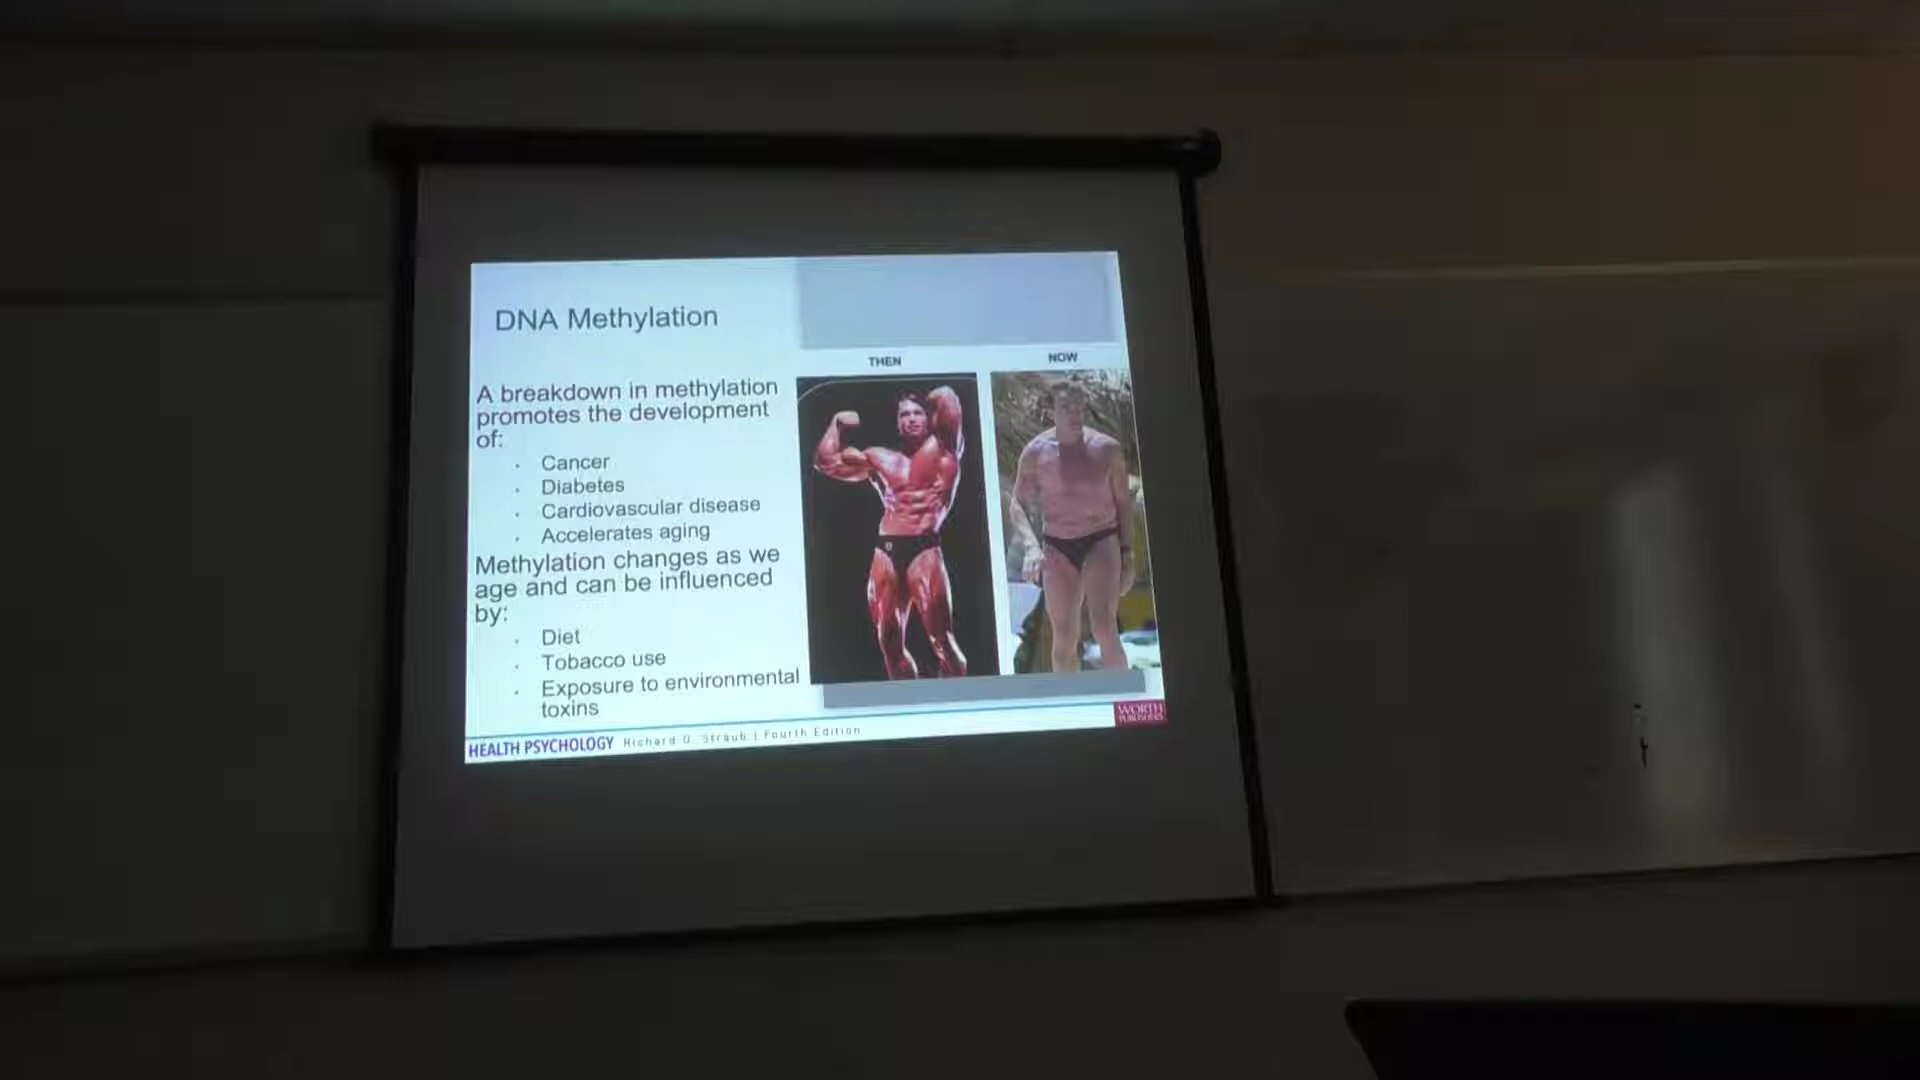 DNA Methylation
THEN
NOW
A breakdown in methylation
promotes the development
of:
· Cancer
· Diabetes
· Cardiovascular disease
· Accelerates aging
Methylation changes as we
age and can be influenced
by:
· Diet
· Tobacco use
· Exposure to environmental
toxins
HEALTH PSYCHOLOGY Richard O. Straub | Fourth Edition
WORTH
PUBLISHERS